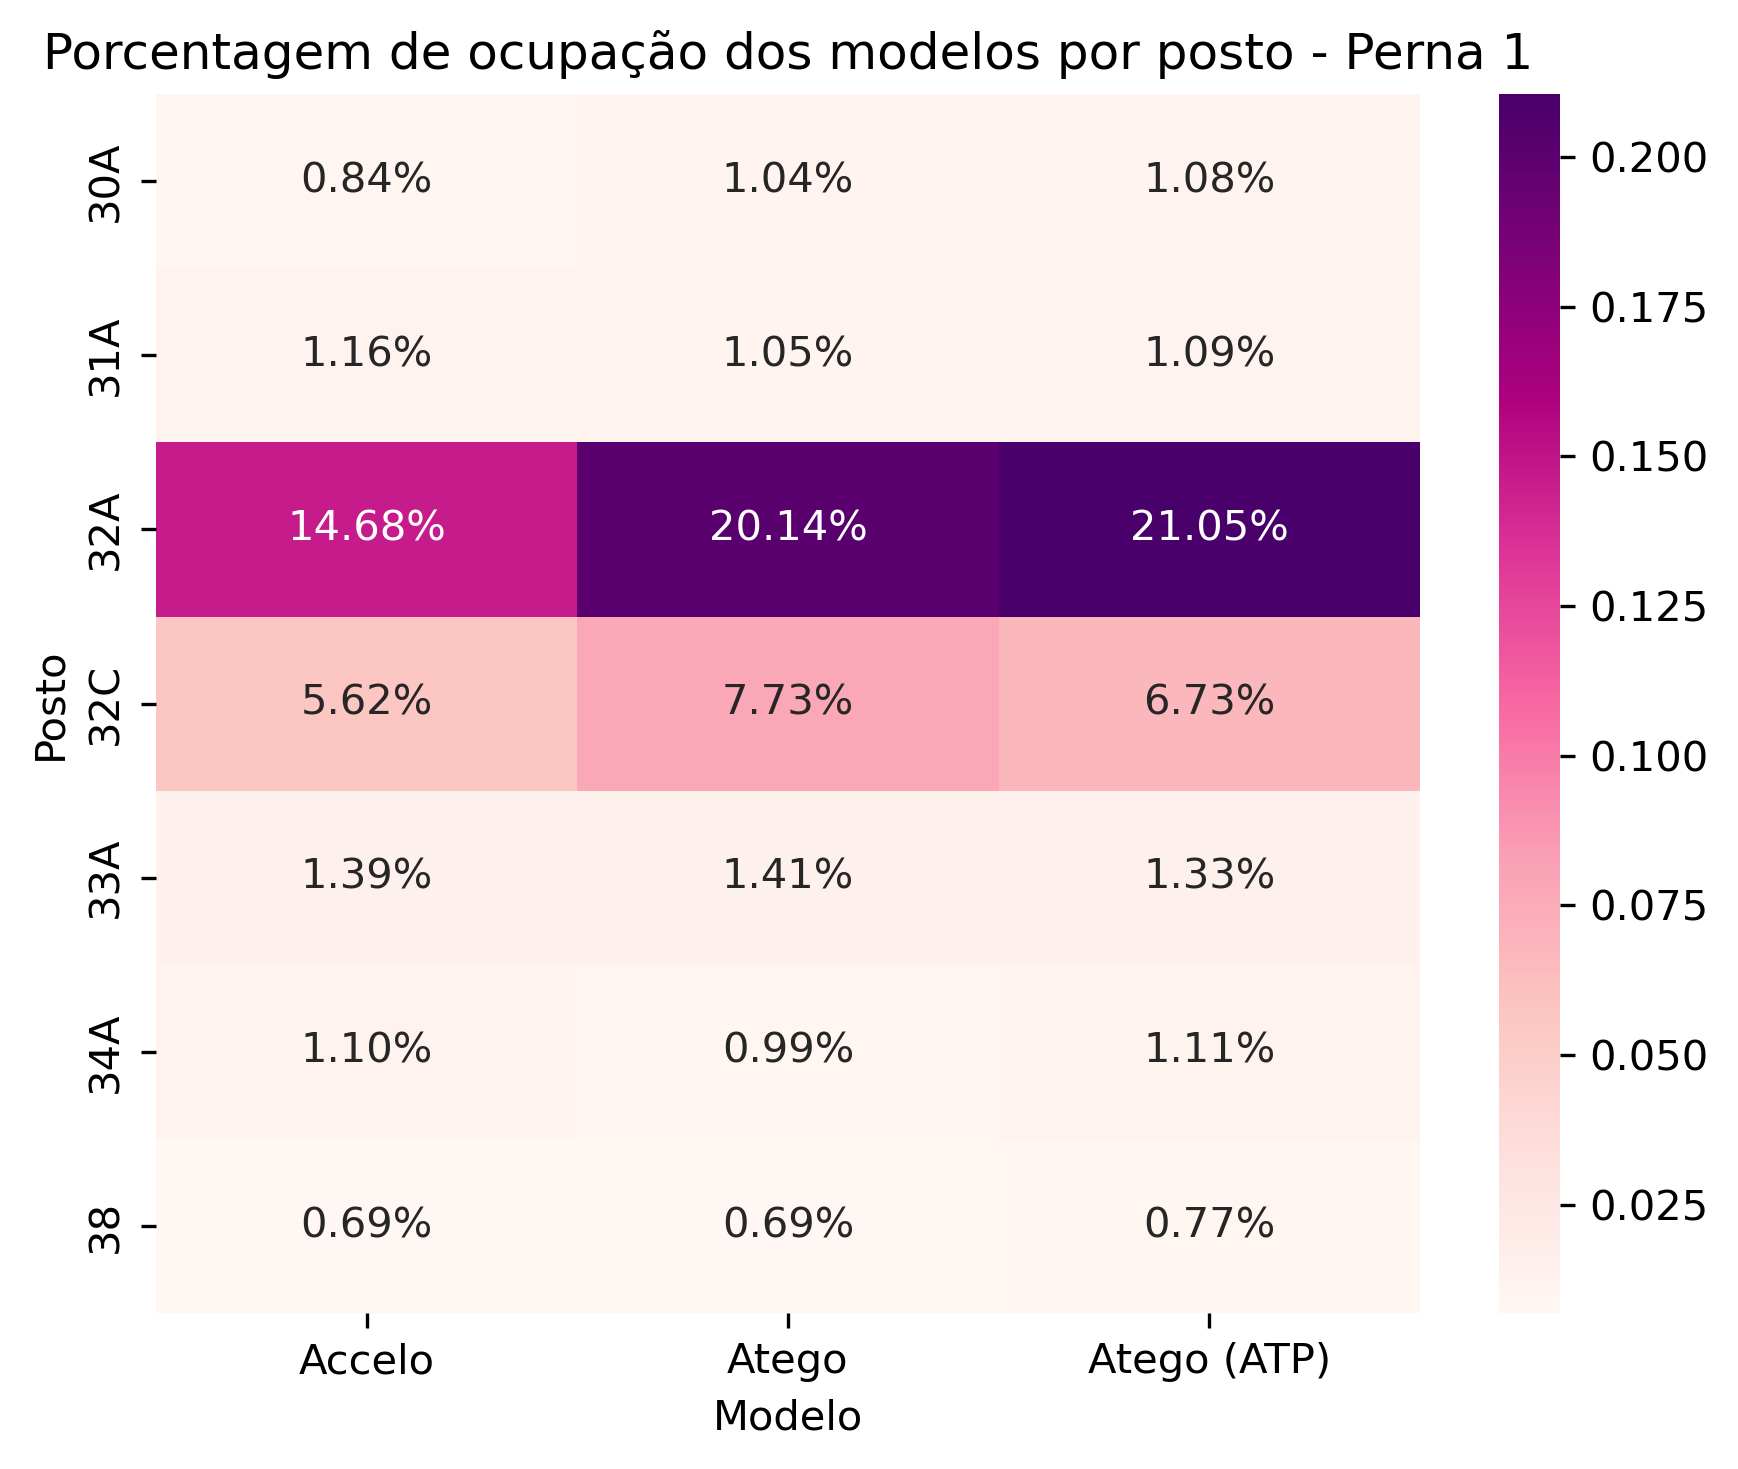 Porcentagem de ocupação dos modelos por posto - Perna 1
Posto
30A 0.84% 1.04% 1.08%
31A 1.16% 1.05% 1.09%
32A 14.68% 20.14% 21.05%
32C 5.62% 7.73% 6.73%
33A 1.39% 1.41% 1.33%
34A 1.10% 0.99% 1.11%
38 0.69% 0.69% 0.77%
Accelo Atego Atego (ATP)
Modelo
0.200
0.175
0.150
0.125
0.100
0.075
0.050
0.025